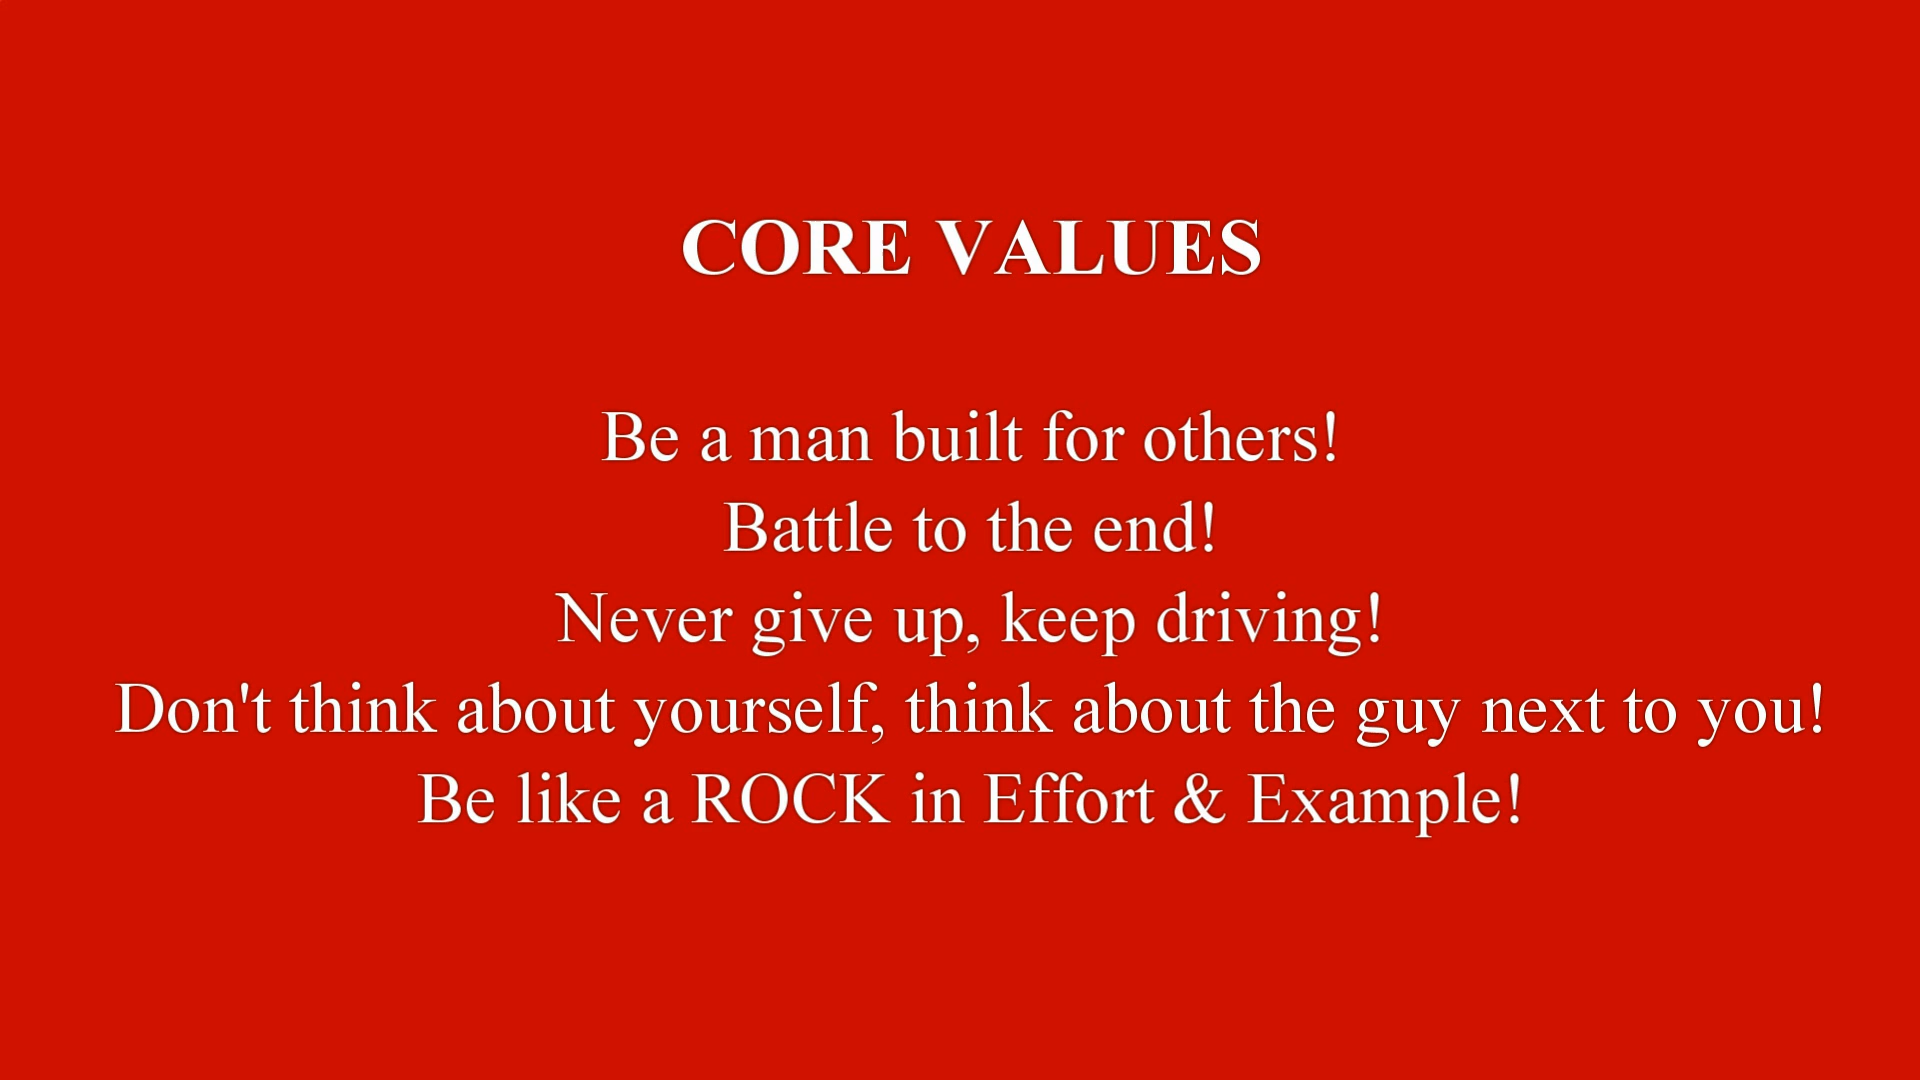 CORE VALUES
Be a man built for others!
Battle to the end!
Never give up, keep driving!
Don't think about yourself, think about the guy next to you!
Be like a ROCK in Effort & Example!